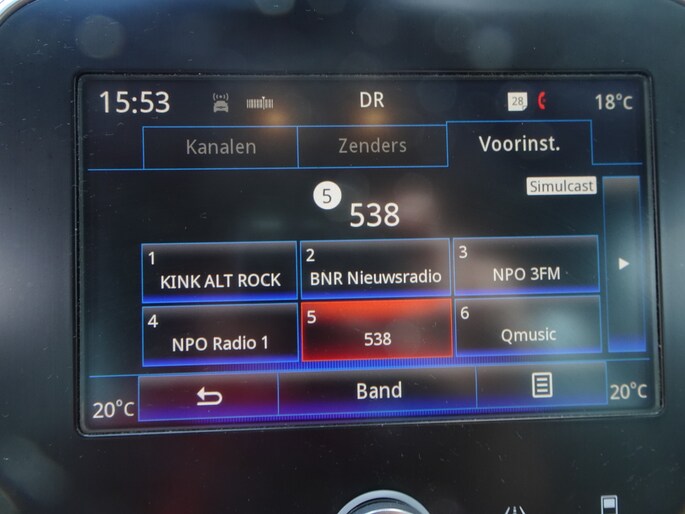 15:53 DR 28 18°C
Kanalen Zenders Voorinst.
Simulcast
5 538
1 KINK ALT ROCK
2 BNR Nieuwsradio
3 NPO 3FM
4 NPO Radio 1
5 538
6 Qmusic
20°C Band 20°C